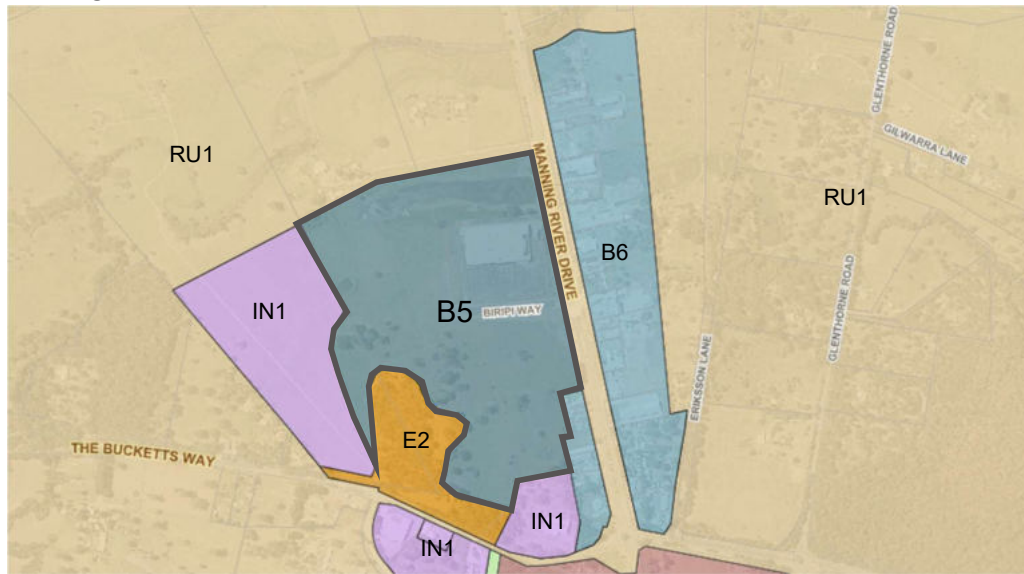 GLENTHORNE ROAD
GILWARRA LANE
RU1
MANNING RIVER DRIVE
RU1
B6
IN1
B5
BIRIPI WAY
GLENTHORNE ROAD
ERIKSSON LANE
E2
THE BUCKETTS WAY
IN1
IN1